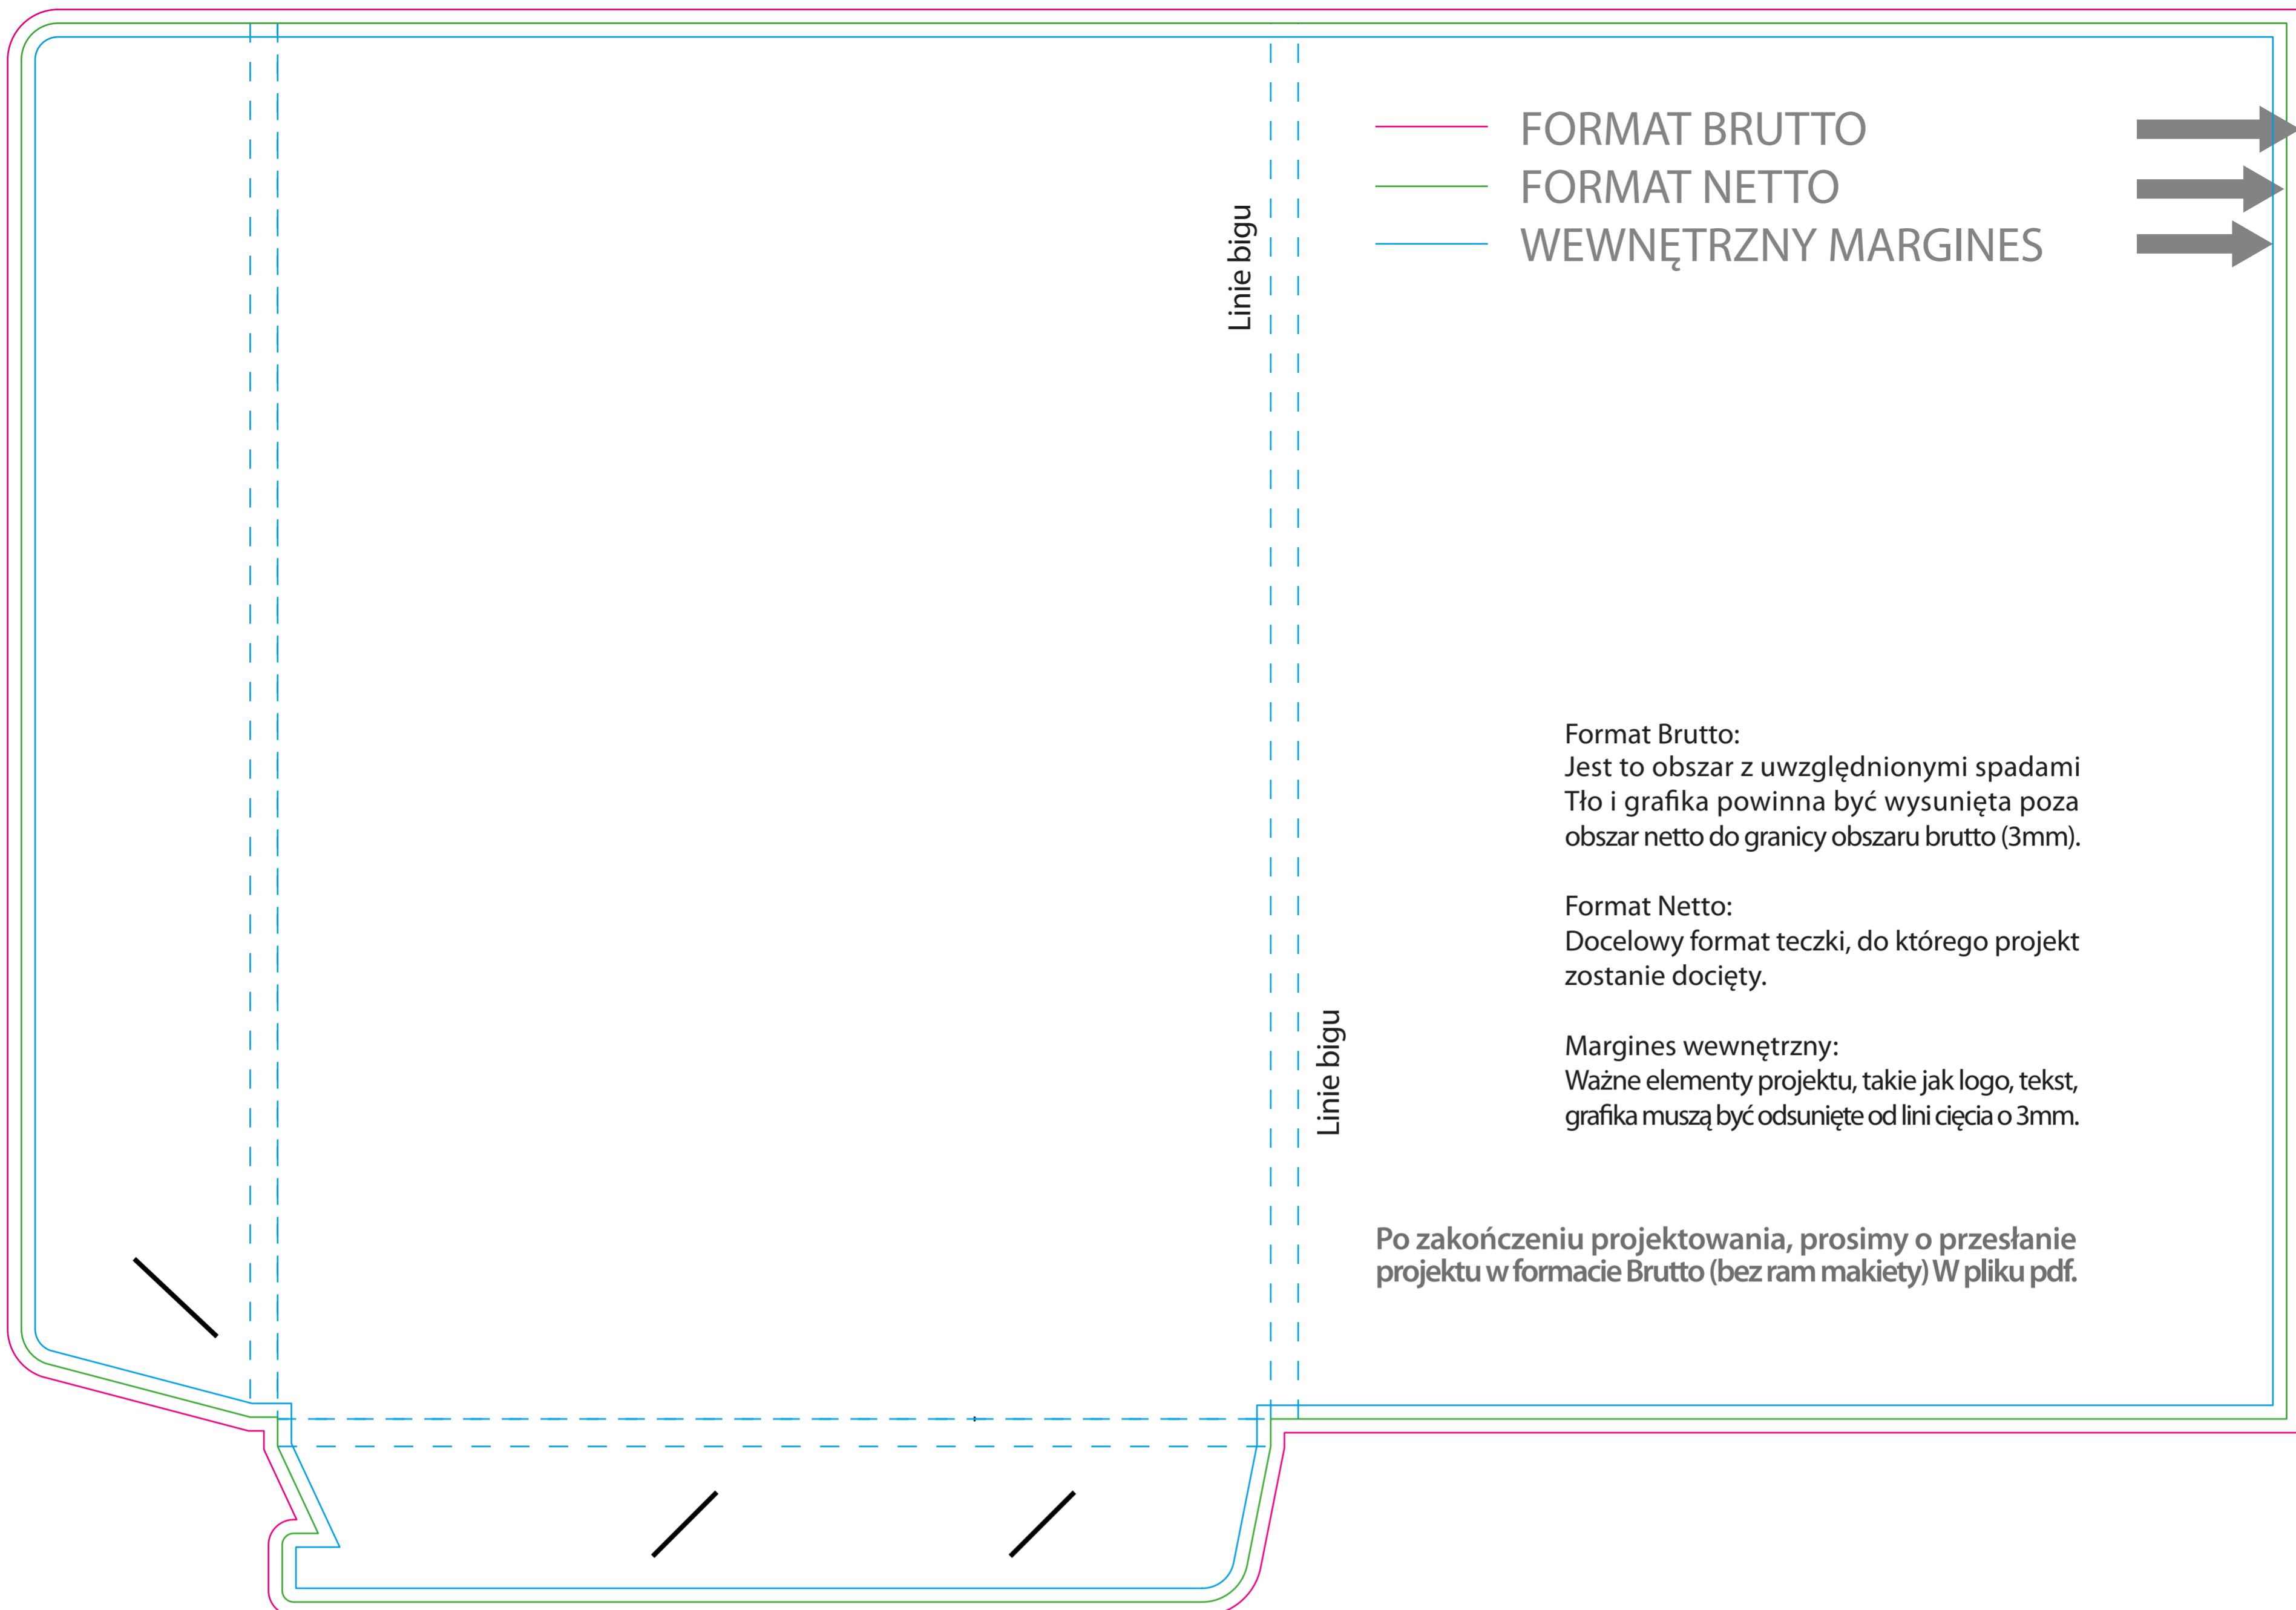 FORMAT BRUTTO
FORMAT NETTO
WEWNĘTRZNY MARGINES
Linie bigu
Format Brutto:
Jest to obszar z uwzględnionymi spadami
Tło i grafika powinna być wysunięta poza
obszar netto do granicy obszaru brutto (3mm).
Format Netto:
Docelowy format teczki, do którego projekt
zostanie docięty.
Linie bigu
Margines wewnętrzny:
Ważne elementy projektu, takie jak logo, tekst,
grafika muszą być odsunięte od lini cięcia o 3mm.
Po zakończeniu projektowania, prosimy o przesłanie
projektu w formacie Brutto (bez ram makiety) W pliku pdf.